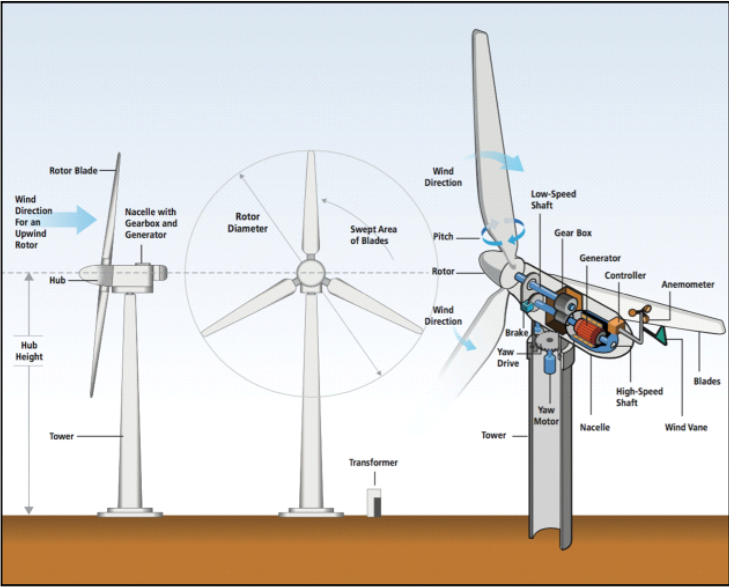 Rotor Blade
Wind
Direction
For an
Upwind
Rotor
Nacelle with
Gearbox and
Generator
Hub
Hub
Height
Tower
Rotor
Diameter
Swept Area
of Blades
Transformer
Wind
Direction
Low-Speed
Shaft
Pitch
Gear Box
Rotor
Generator
Controller
Anemometer
Wind
Direction
Brake
Yaw
Drive
Blades
High-Speed
Shaft
Yaw
Motor
Nacelle
Wind Vane
Tower